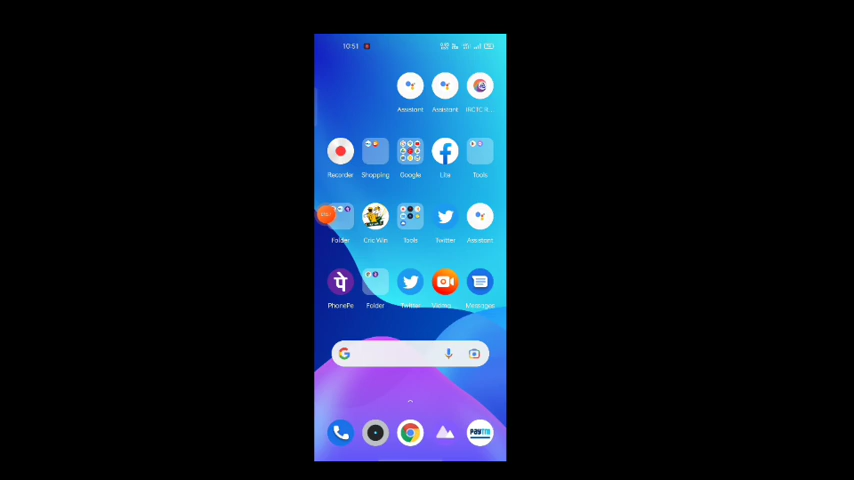 10:51
Assistant Assistant IRCTC R...
Recorder Shopping Google Lite Tools
Folder Cric Win Tools Twitter Assistant
पे
PhonePe Folder Twitter Messages
Paytm